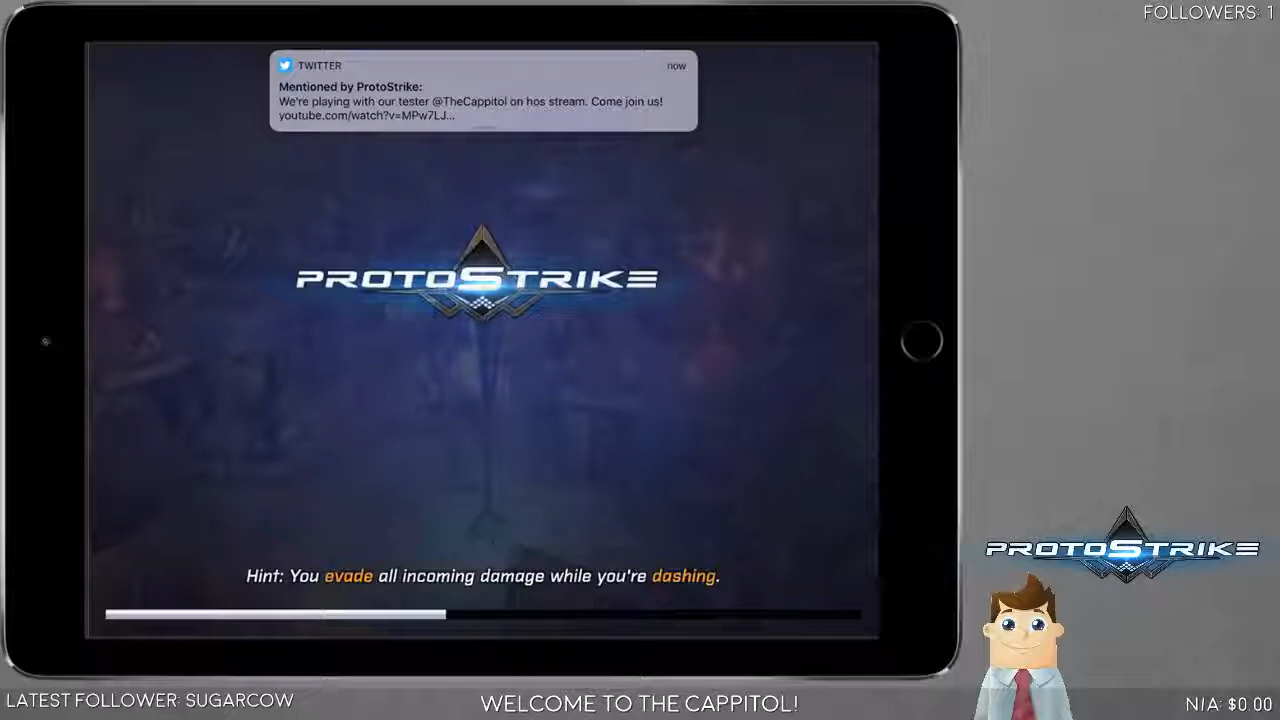 FOLLOWERS: 1
TWITTER
now
Mentioned by ProtoStrike:
We're playing with our tester @TheCappitol on hos stream. Come join us!
youtube.com/watch?v=MPw7LJ...
PROTOSTRIKE
Hint: You evade all incoming damage while you're dashing.
PROTOSTRIKE
LATEST FOLLOWER: SUGARCOW
WELCOME TO THE CAPPITOL!
N/A: $0.00